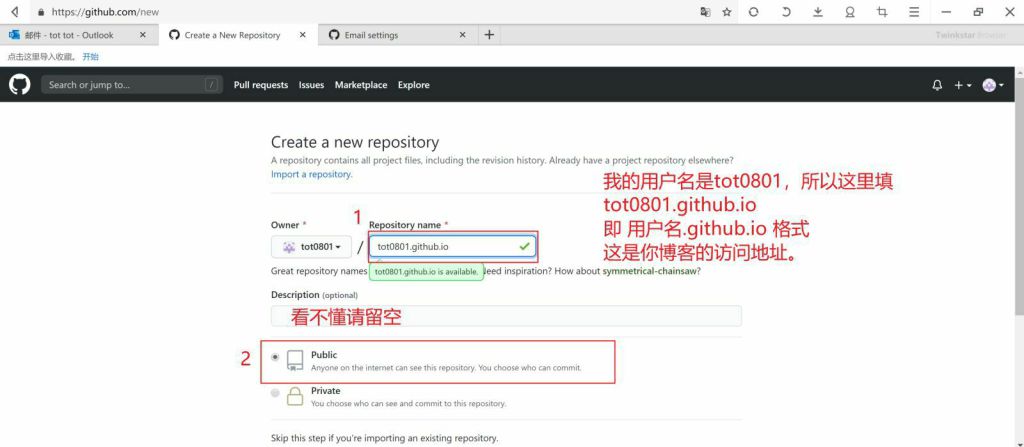 https://github.com/new
邮件 - tot tot - Outlook
Create a New Repository
Email settings
Twinkstar Browser
点击这里导入收藏。 开始
Search or jump to...
/
Pull requests Issues Marketplace Explore
Create a new repository
A repository contains all project files, including the revision history. Already have a project repository elsewhere?
Import a repository.
我的用户名是tot0801，所以这里填
tot0801.github.io
即 用户名.github.io 格式
这是你博客的访问地址。
1
Owner * Repository name *
tot0801 / tot0801.github.io
Great repository names
tot0801.github.io is available.
Need inspiration? How about symmetrical-chainsaw?
Description (optional)
看不懂请留空
2
Public
Anyone on the internet can see this repository. You choose who can commit.
Private
You choose who can see and commit to this repository.
Skip this step if you're importing an existing repository.